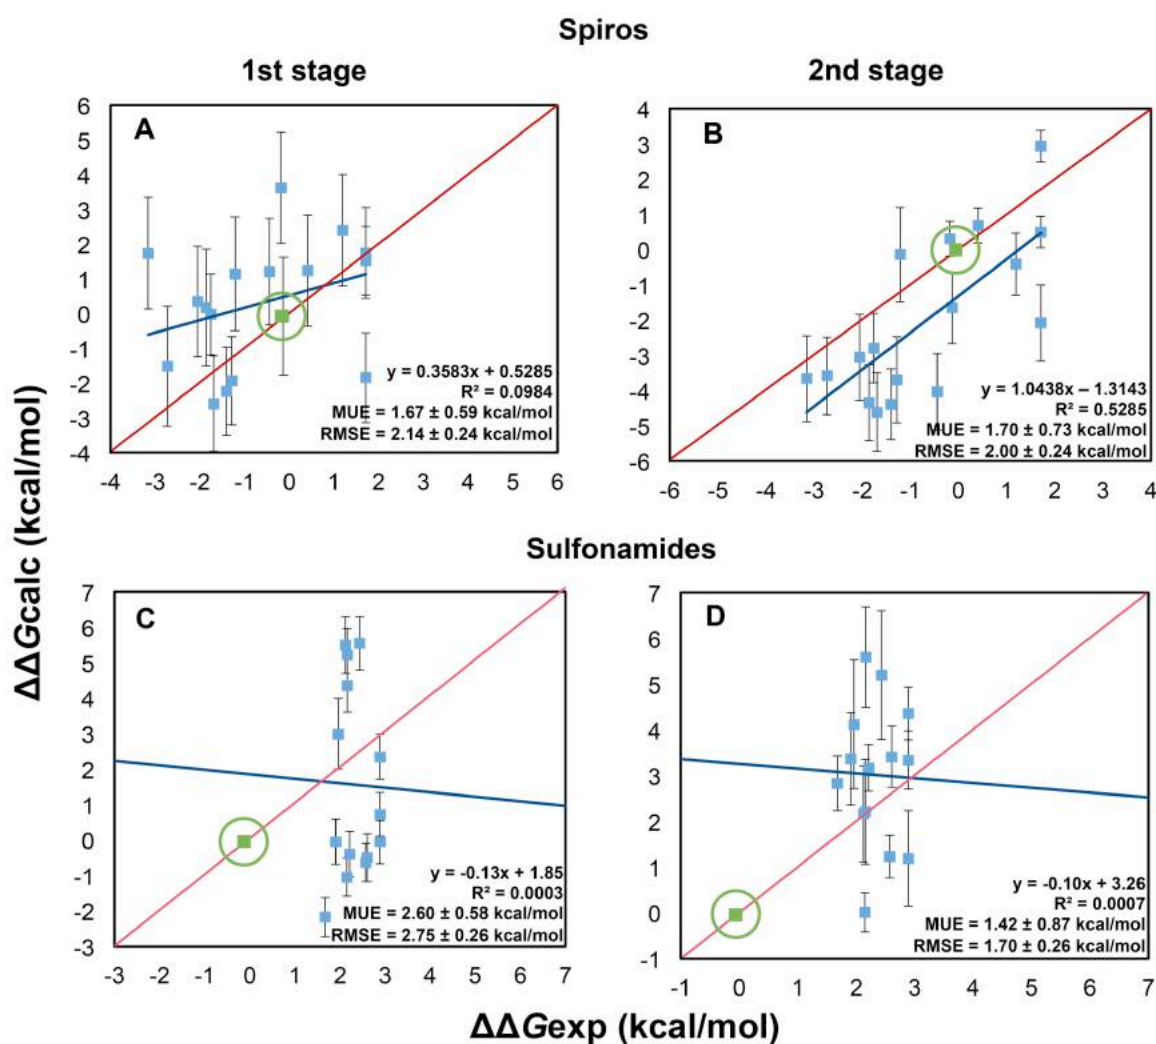 Spiros
1st stage
2nd stage
ΔΔGcalc (kcal/mol)
A
6
5
4
3
2
1
0
-1
-2
-3
-4
y = 0.3583x + 0.5285
R² = 0.0984
MUE = 1.67 ± 0.59 kcal/mol
RMSE = 2.14 ± 0.24 kcal/mol
-4 -3 -2 -1 0 1 2 3 4 5 6
B
4
3
2
1
0
-1
-2
-3
-4
-5
-6
y = 1.0438x – 1.3143
R² = 0.5285
MUE = 1.70 ± 0.73 kcal/mol
RMSE = 2.00 ± 0.24 kcal/mol
-6 -5 -4 -3 -2 -1 0 1 2 3 4
Sulfonamides
C
7
6
5
4
3
2
1
0
-1
-2
-3
y = -0.13x + 1.85
R² = 0.0003
MUE = 2.60 ± 0.58 kcal/mol
RMSE = 2.75 ± 0.26 kcal/mol
-3 -2 -1 0 1 2 3 4 5 6 7
D
7
6
5
4
3
2
1
0
-1
y = -0.10x + 3.26
R² = 0.0007
MUE = 1.42 ± 0.87 kcal/mol
RMSE = 1.70 ± 0.26 kcal/mol
-1 0 1 2 3 4 5 6 7
ΔΔGexp (kcal/mol)